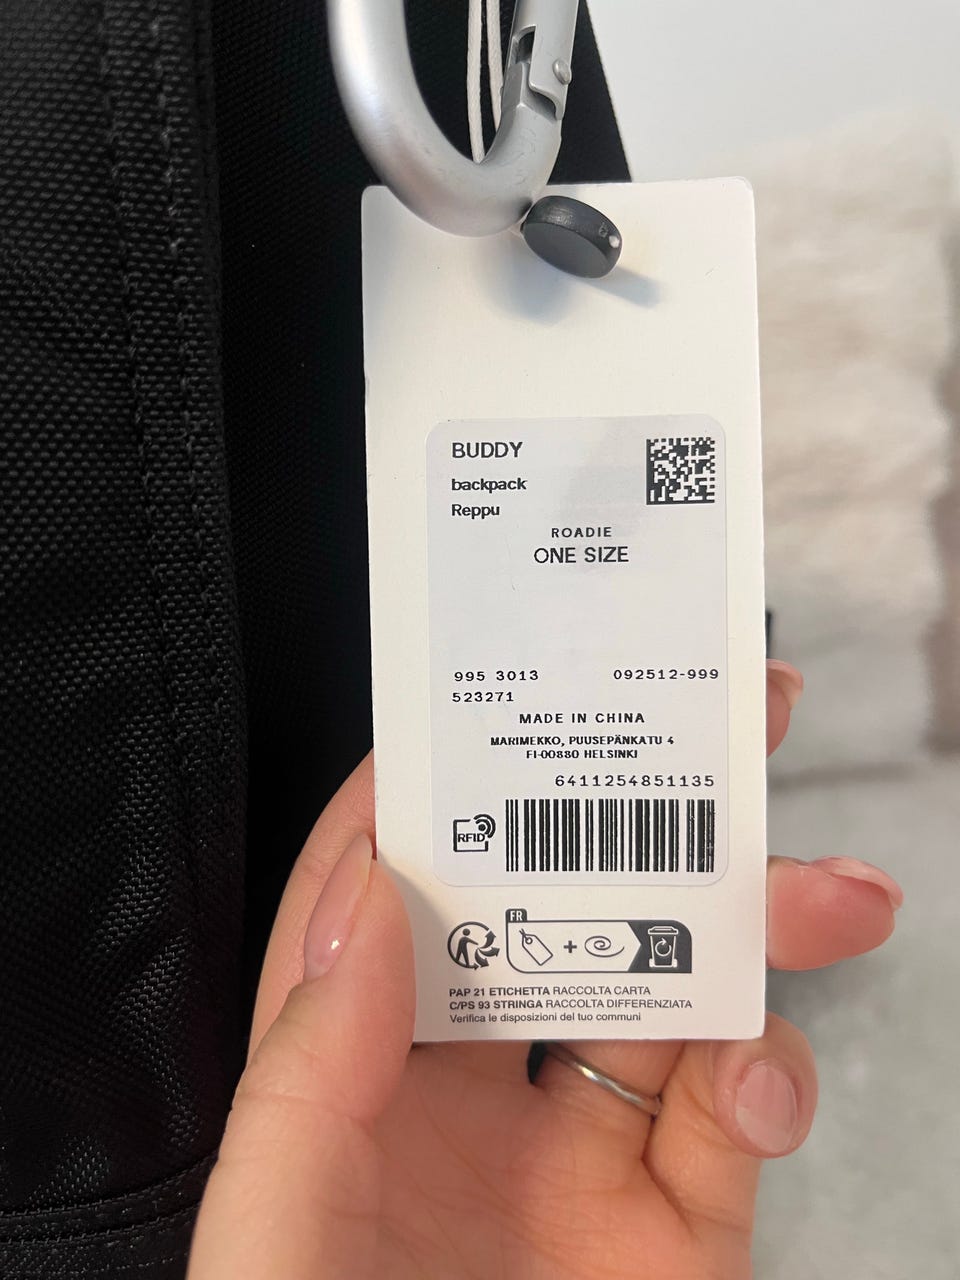 BUDDY
backpack
Reppu
ROADIE
ONE SIZE
995 3013 092512-999
523271
MADE IN CHINA
MARIMEKKO, PUUSEPÄNKATU 4
FI-00880 HELSINKI
6411254851135
RFID
FR
PAP 21 ETICHETTA RACCOLTA CARTA
C/PS 93 STRINGA RACCOLTA DIFFERENZIATA
Verifica le disposizioni del tuo communi